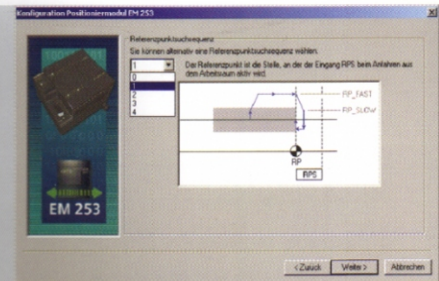 Konfiguration Positioniermodul EM 253
Referenzpunktsuchsequenz
Sie können alternativ eine Referenzpunktsuchsequenz wählen.
1
0
1
2
3
4
Der Referenzpunkt ist die Stelle, an der der Eingang RPS beim Anfahren aus
dem Arbeitsraum aktiv wird.
RP_FAST
RP_SLOW
RP
RPS
EM 253
< Zurück
Weiter >
Abbrechen